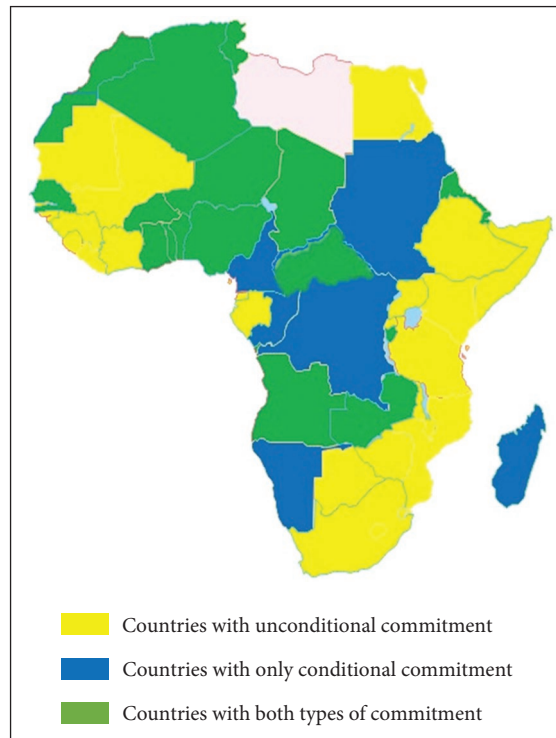 Countries with unconditional commitment
Countries with only conditional commitment
Countries with both types of commitment